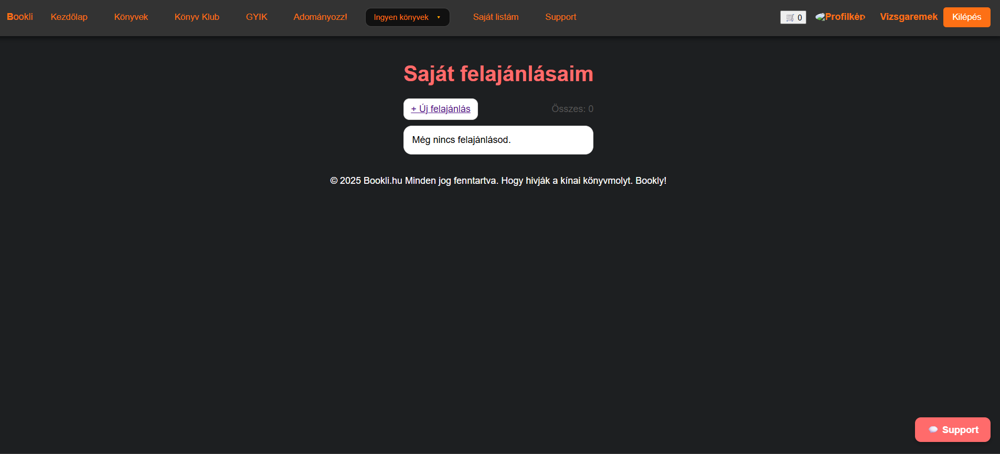 Bookli Kezdőlap Könyvek Könyv Klub GYIK Adományozz! Ingyen könyvek ▾ Saját listám Support 0 Profilkép Vizsgaremek Kilépés
Saját felajánlásaim
+ Új felajánlás Összes: 0
Még nincs felajánlásod.
© 2025 Bookli.hu Minden jog fenntartva. Hogy hivják a kínai könyvmolyt. Bookly!
Support